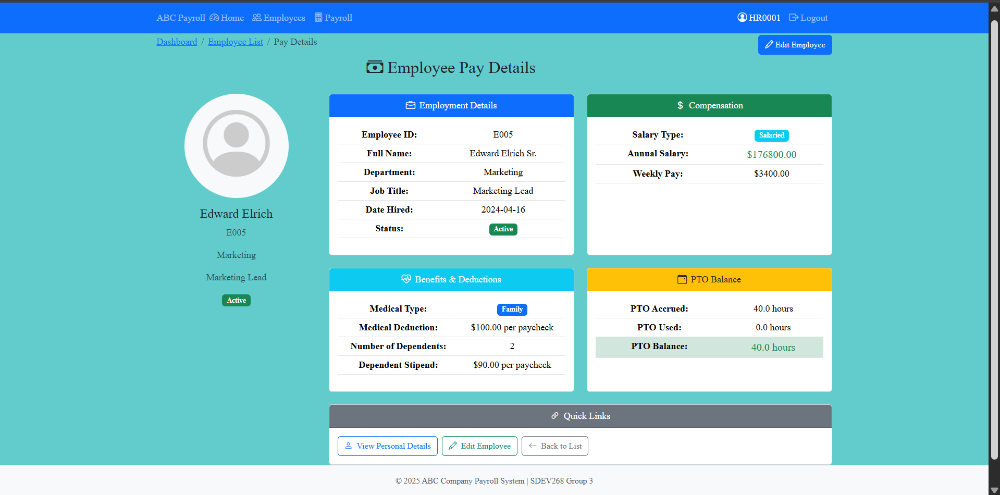 ABC Payroll Home Employees Payroll HR0001 Logout
Dashboard / Employee List / Pay Details
Edit Employee
Employee Pay Details
Edward Elrich
E005
Marketing
Marketing Lead
Active
Employment Details
Employee ID: E005
Full Name: Edward Elrich Sr.
Department: Marketing
Job Title: Marketing Lead
Date Hired: 2024-04-16
Status: Active
$ Compensation
Salary Type: Salaried
Annual Salary: $176800.00
Weekly Pay: $3400.00
Benefits & Deductions
Medical Type: Family
Medical Deduction: $100.00 per paycheck
Number of Dependents: 2
Dependent Stipend: $90.00 per paycheck
PTO Balance
PTO Accrued: 40.0 hours
PTO Used: 0.0 hours
PTO Balance: 40.0 hours
Quick Links
View Personal Details Edit Employee Back to List
© 2025 ABC Company Payroll System | SDEV268 Group 3